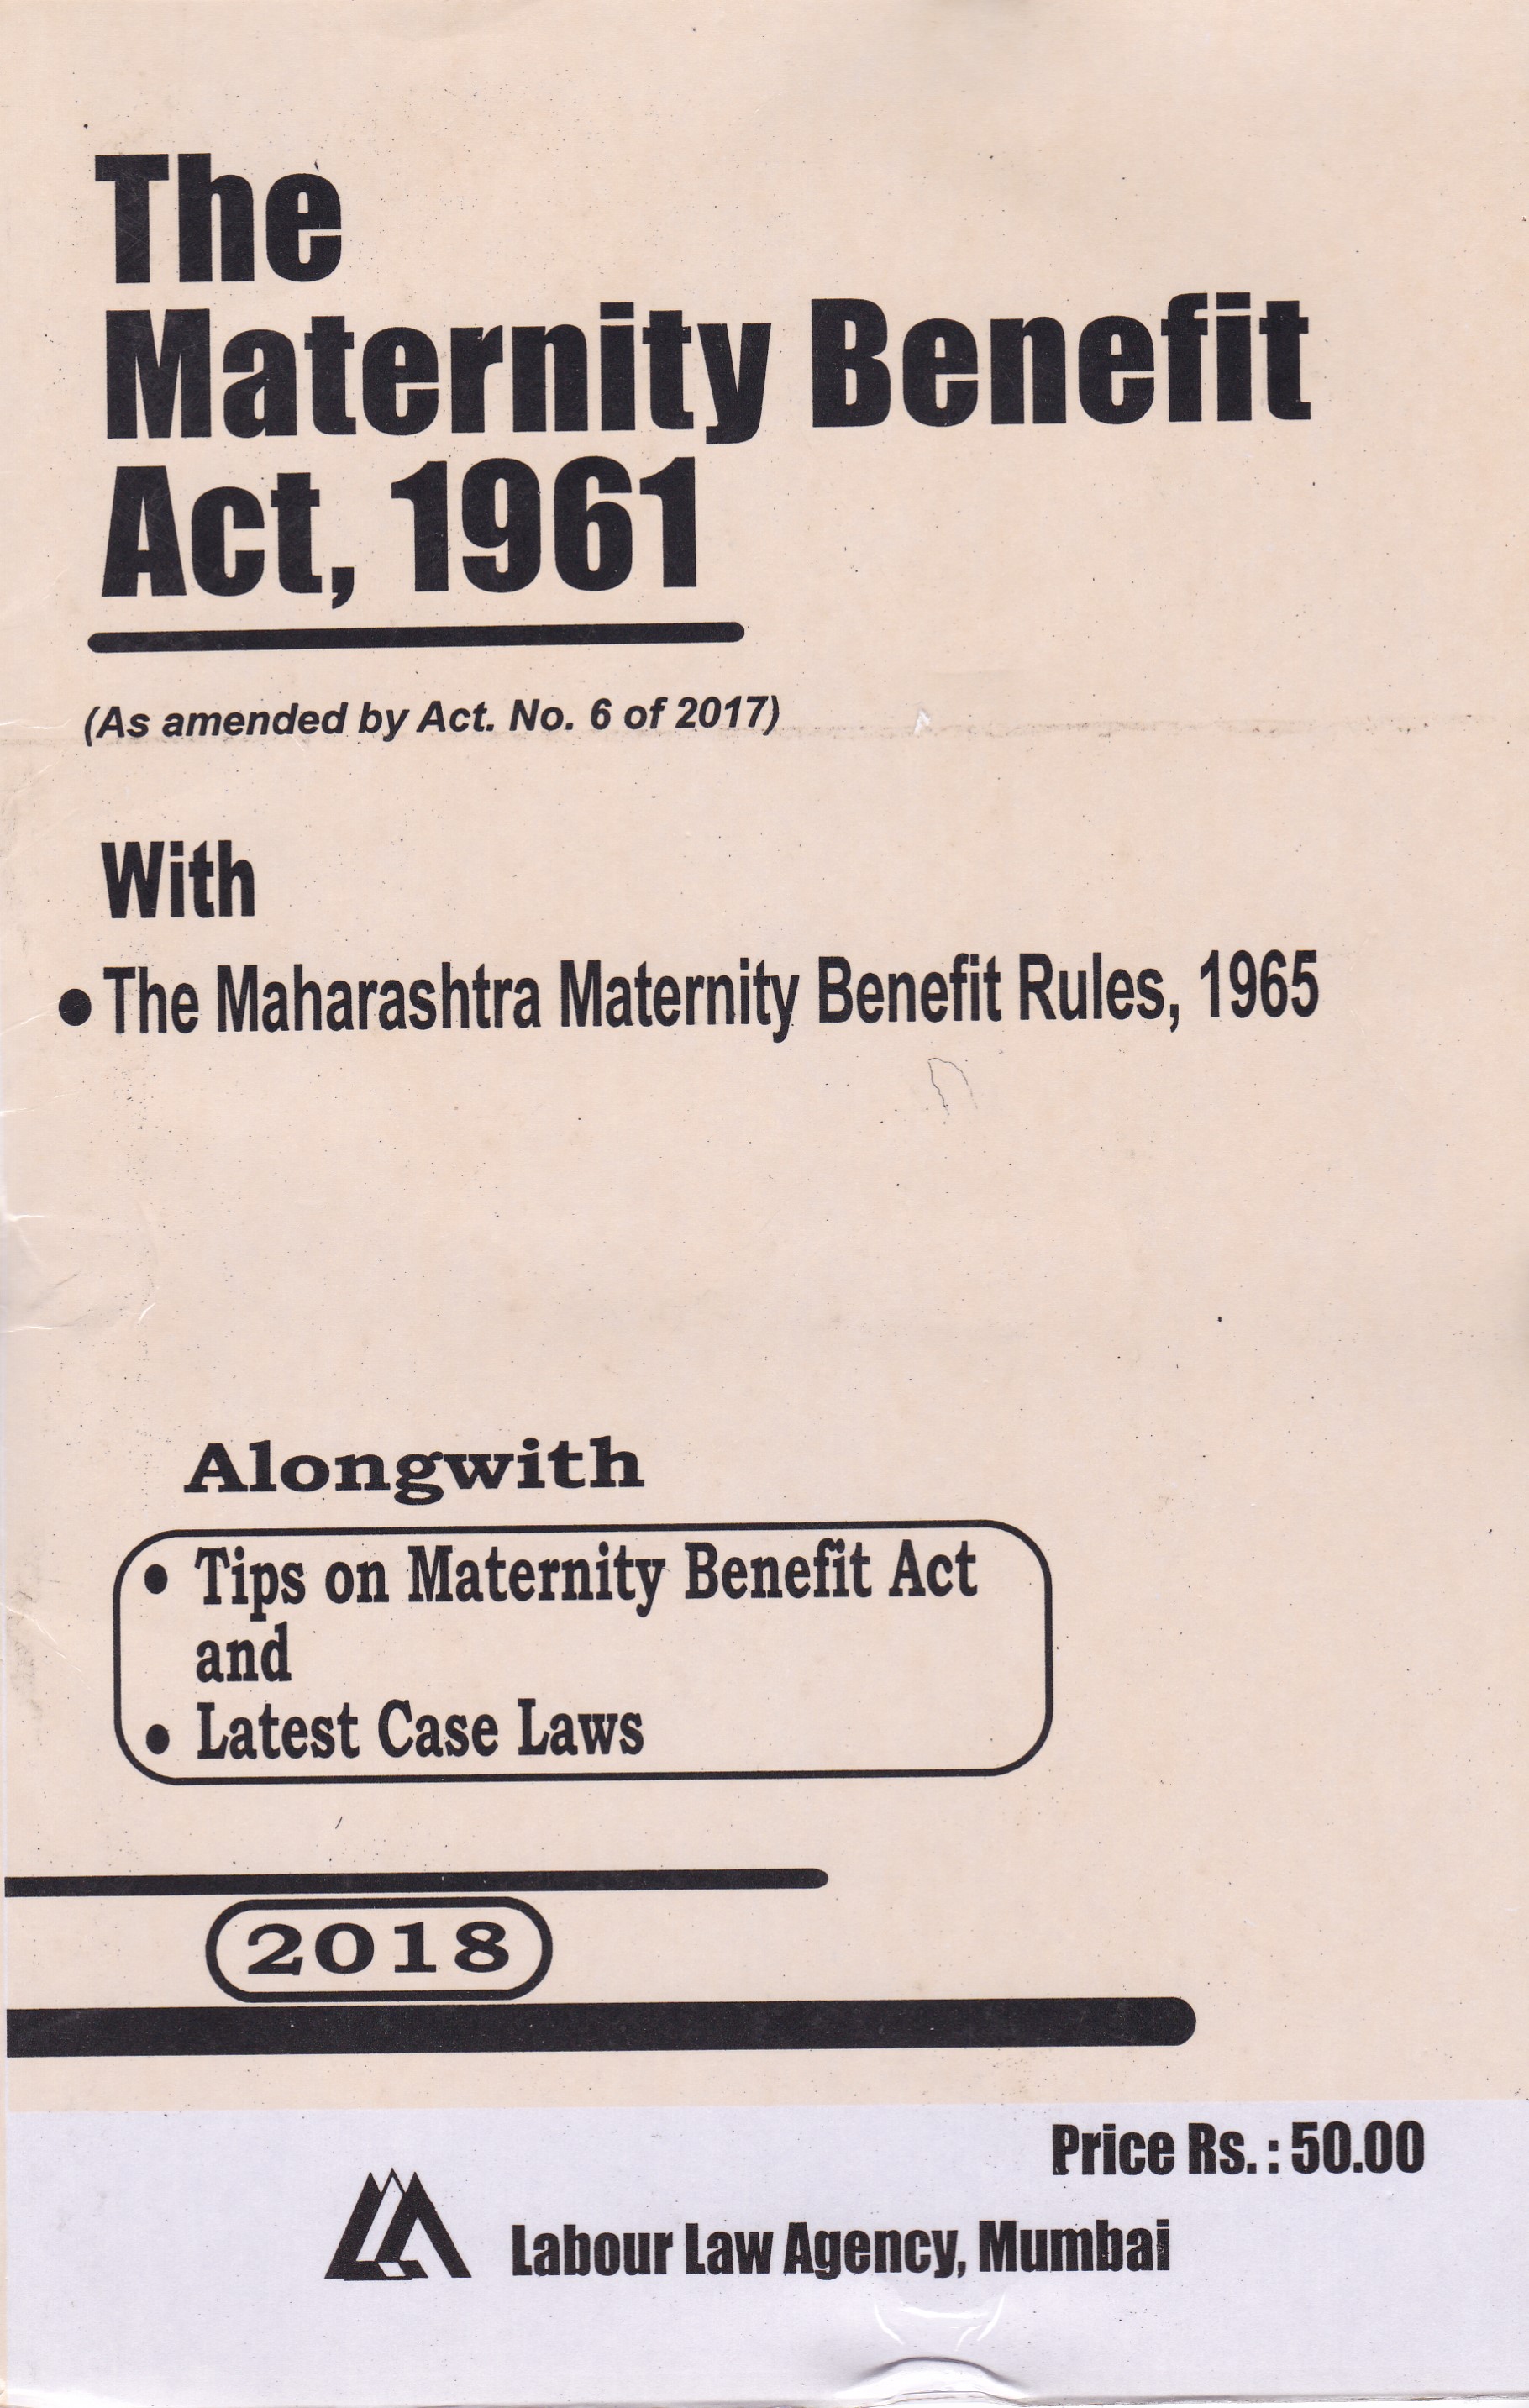 The
Maternity Benefit
Act, 1961
(As amended by Act. No. 6 of 2017)
With
• The Maharashtra Maternity Benefit Rules, 1965
Alongwith
• Tips on Maternity Benefit Act
and
• Latest Case Laws
2018
Price Rs. : 50.00
Labour Law Agency, Mumbai